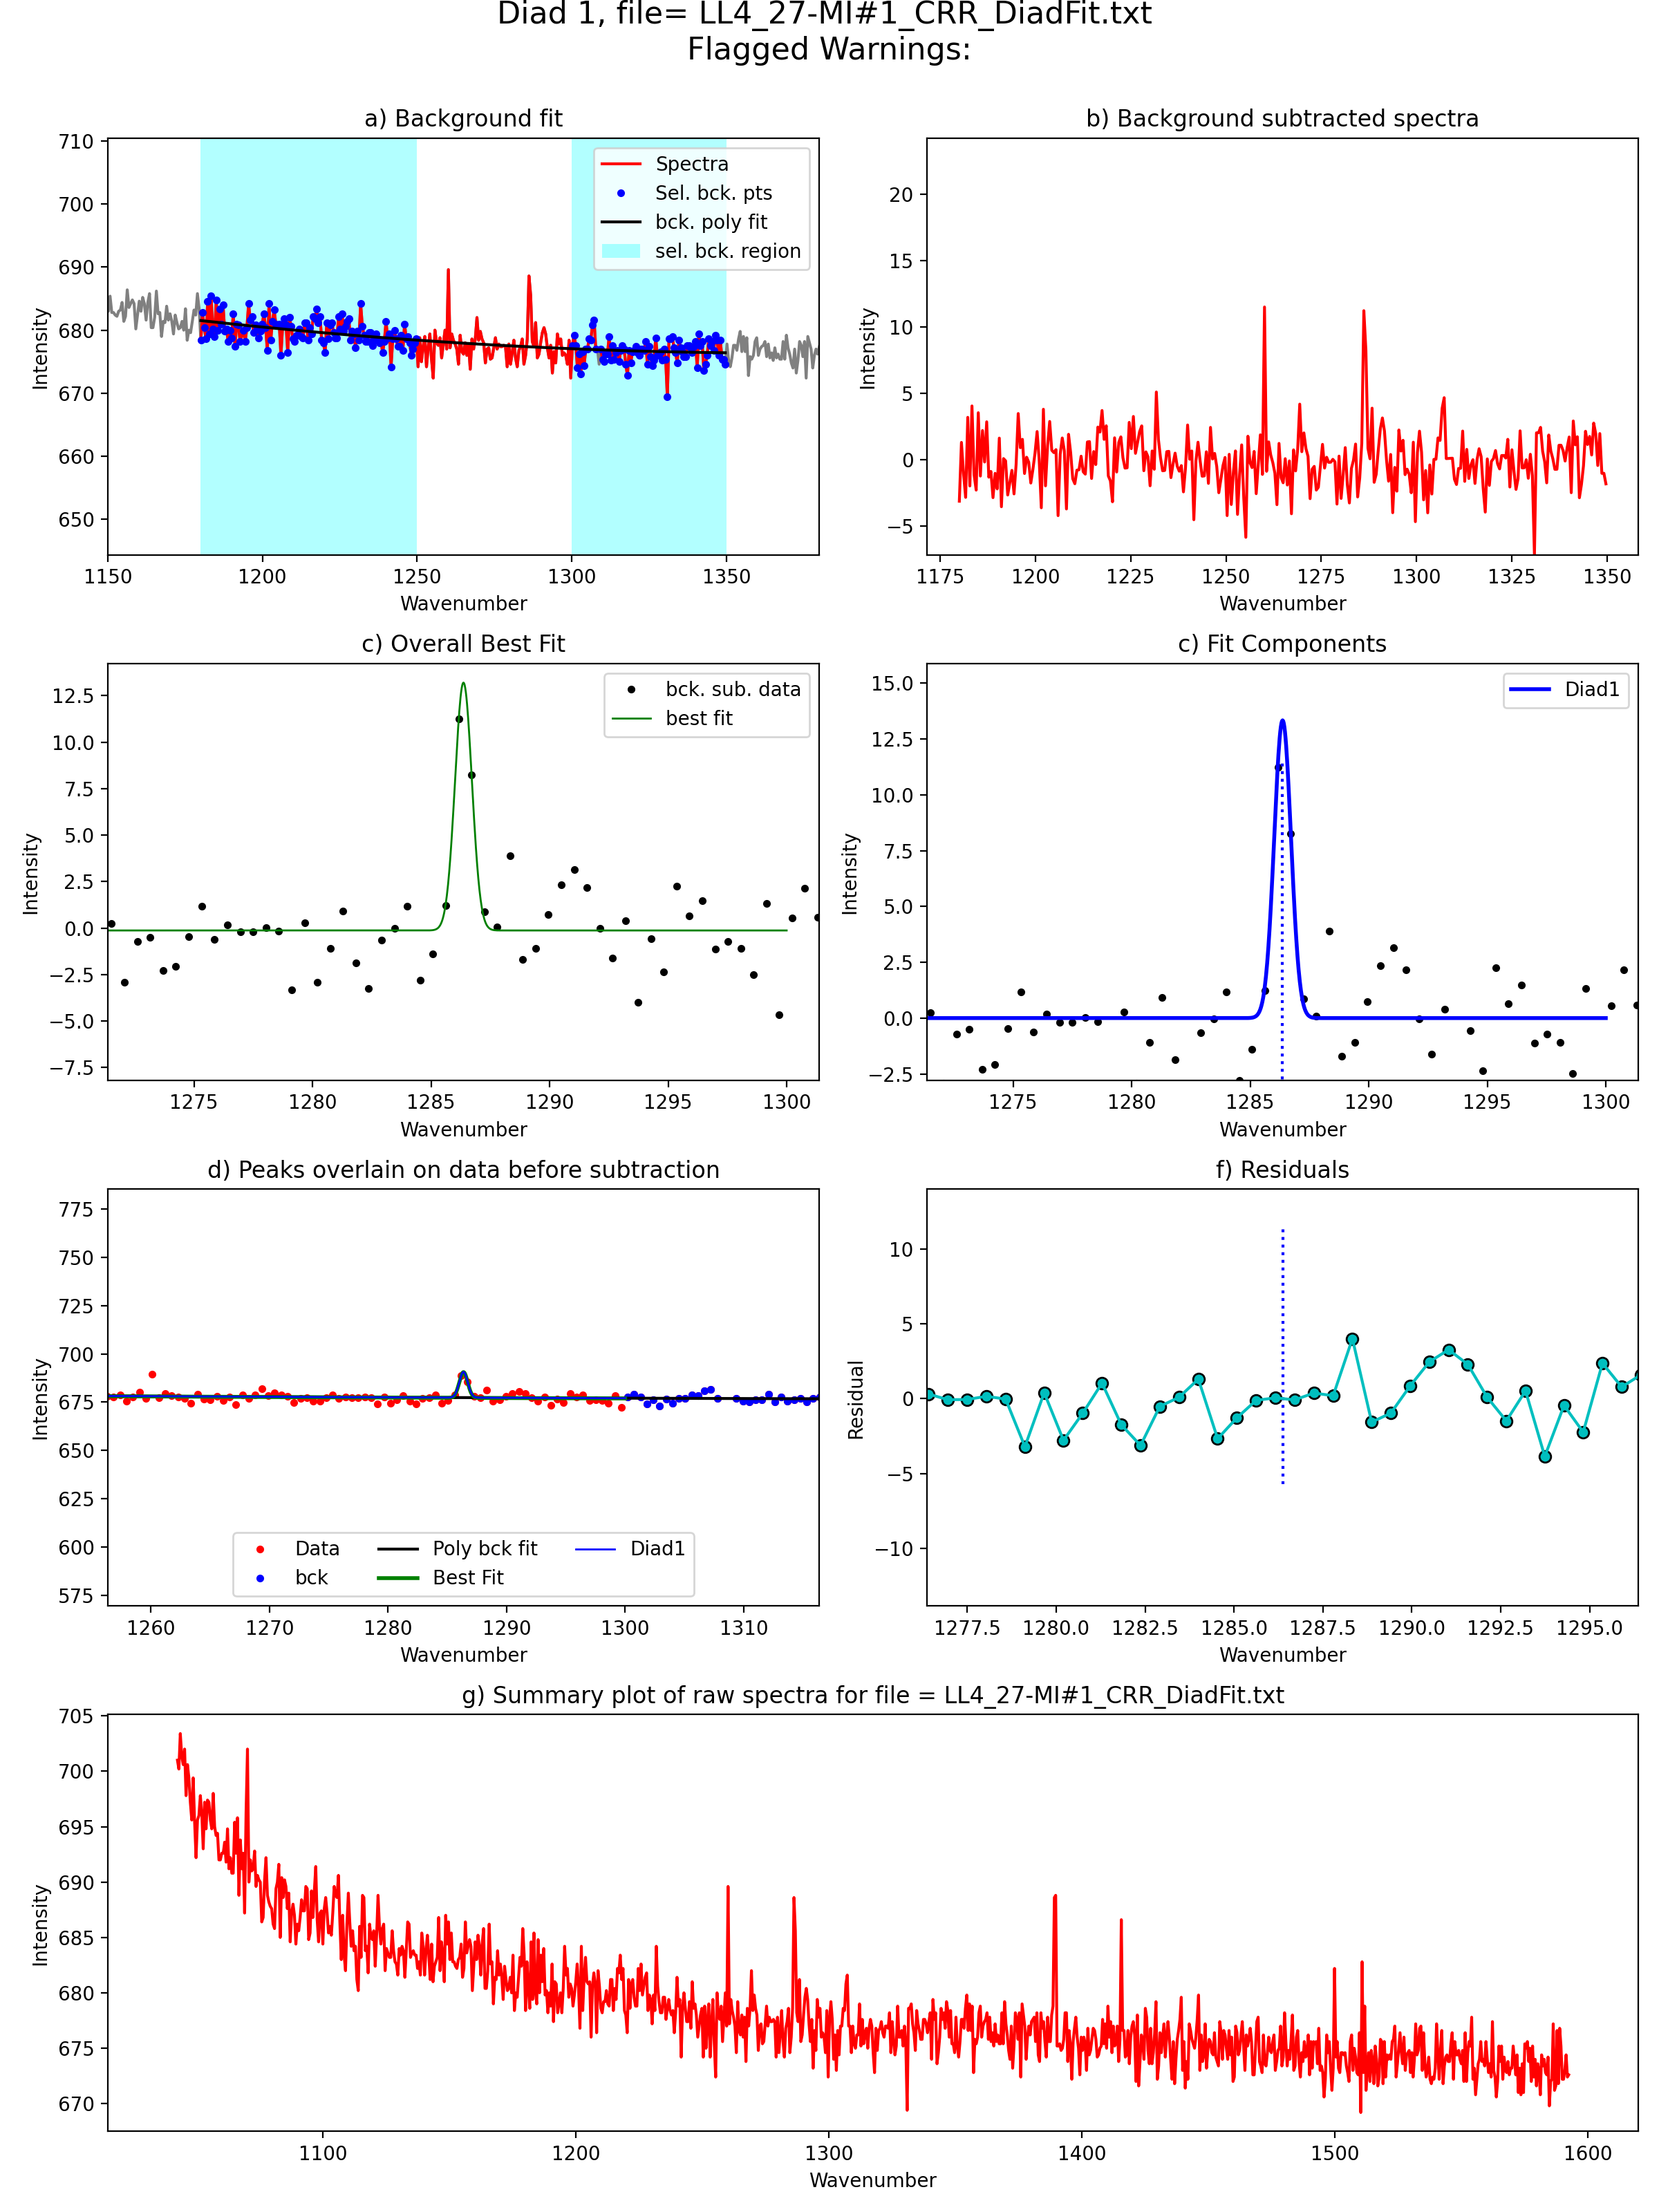 Diad 1, file= LL4_27-MI#1_CRR_DiadFit.txt
Flagged Warnings:
a) Background fit
710
700
690
680
670
660
650
Intensity
Spectra
Sel. bck. pts
bck. poly fit
sel. bck. region
1150 1200 1250 1300 1350
Wavenumber
b) Background subtracted spectra
20
15
10
5
0
−5
Intensity
1175 1200 1225 1250 1275 1300 1325 1350
Wavenumber
c) Overall Best Fit
12.5
10.0
7.5
5.0
2.5
0.0
−2.5
−5.0
−7.5
Intensity
bck. sub. data
best fit
1275 1280 1285 1290 1295 1300
Wavenumber
c) Fit Components
15.0
12.5
10.0
7.5
5.0
2.5
0.0
−2.5
Intensity
Diad1
1275 1280 1285 1290 1295 1300
Wavenumber
d) Peaks overlain on data before subtraction
775
750
725
700
675
650
625
600
575
Intensity
Data
bck
Poly bck fit
Best Fit
Diad1
1260 1270 1280 1290 1300 1310
Wavenumber
f) Residuals
10
5
0
−5
−10
Residual
1277.5 1280.0 1282.5 1285.0 1287.5 1290.0 1292.5 1295.0
Wavenumber
g) Summary plot of raw spectra for file = LL4_27-MI#1_CRR_DiadFit.txt
705
700
695
690
685
680
675
670
Intensity
1100 1200 1300 1400 1500 1600
Wavenumber